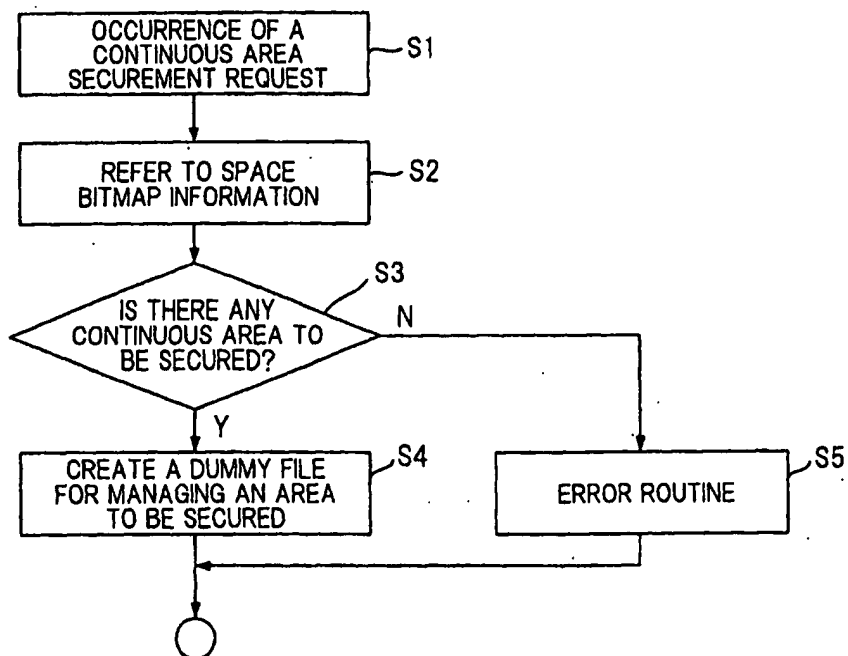 OCCURRENCE OF A
CONTINUOUS AREA
SECUREMENT REQUEST
S1
REFER TO SPACE
BITMAP INFORMATION
S2
S3
IS THERE ANY
CONTINUOUS AREA TO
BE SECURED?
N
Y
CREATE A DUMMY FILE
FOR MANAGING AN AREA
TO BE SECURED
S4
ERROR ROUTINE
S5